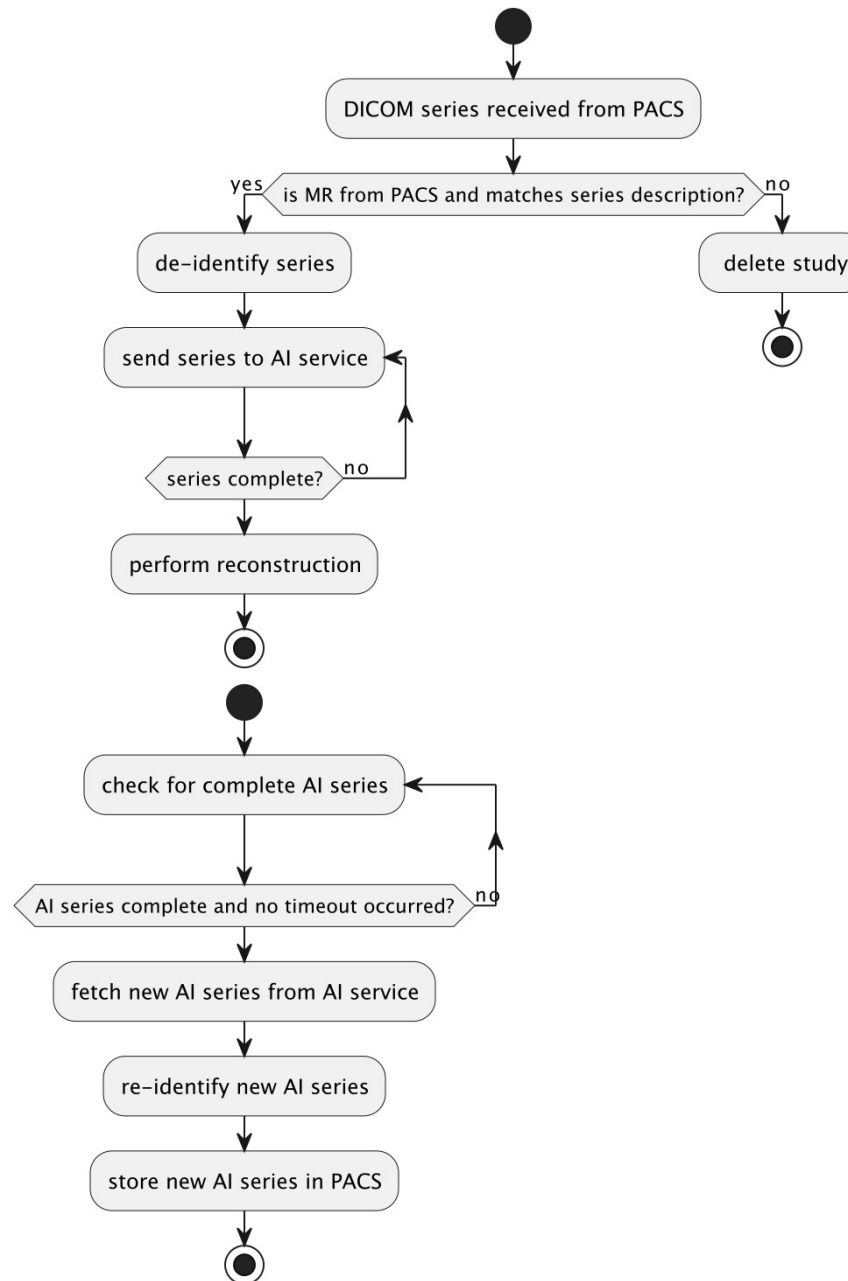 DICOM series received from PACS
yes
is MR from PACS and matches series description?
no
de-identify series
delete study
send series to AI service
series complete?
no
perform reconstruction
check for complete AI series
AI series complete and no timeout occurred?
no
fetch new AI series from AI service
re-identify new AI series
store new AI series in PACS